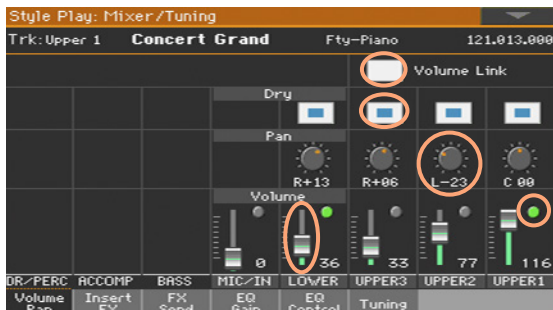 Style Play: Mixer/Tuning
Trk:Upper 1 Concert Grand Fty-Piano 121.013.000
Volume Link
Dry
Pan
R+13 R+06 L-23 C 00
Volume
0 36 33 77 116
DR/PERC ACCOMP BASS MIC/IN LOWER UPPER3 UPPER2 UPPER1
Volume Insert FX EQ EQ Tuning
Pan FX Send Gain Control